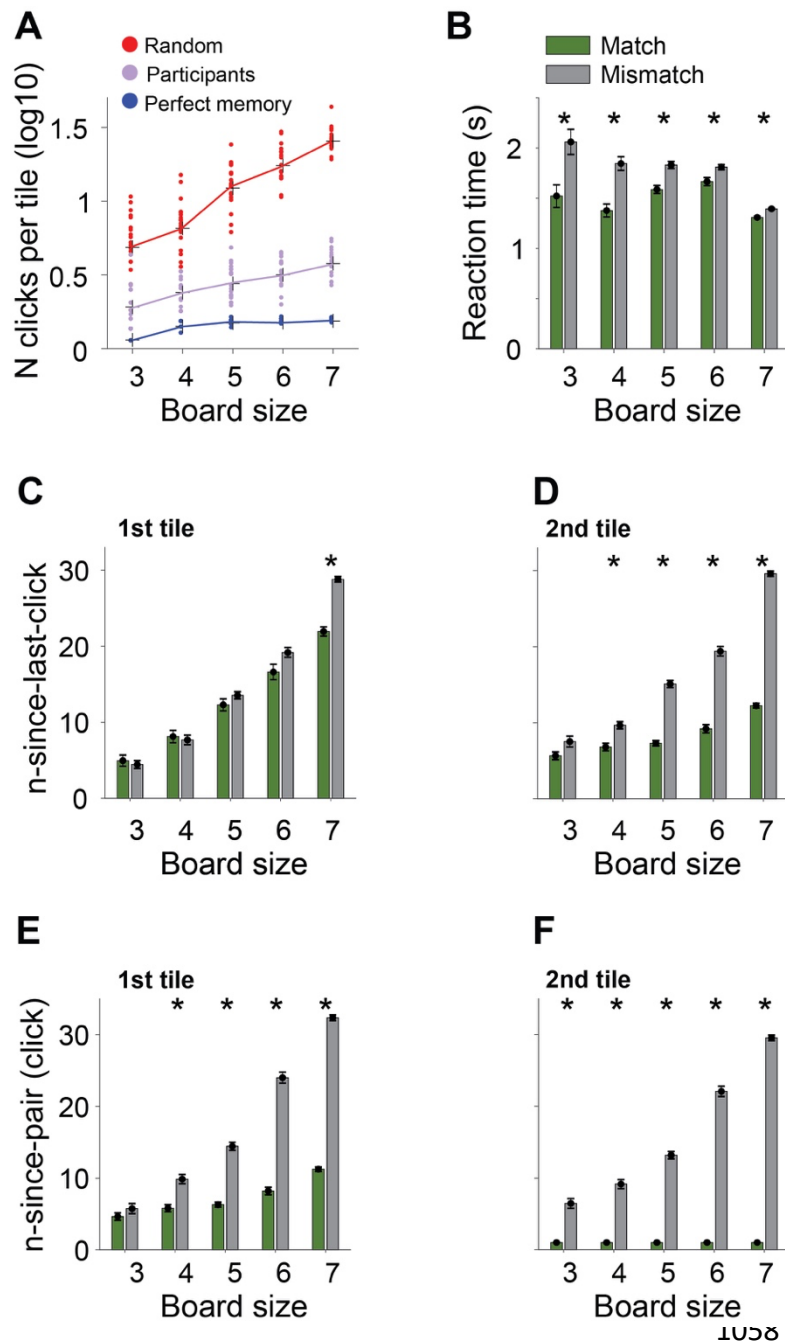 A
Random
Participants
Perfect memory
N clicks per tile (log10)
1.5
1
0.5
0
3 4 5 6 7
Board size
B
Match
Mismatch
Reaction time (s)
* * * * *
2
1
0
3 4 5 6 7
Board size
C
1st tile
n-since-last-click
*
30
20
10
0
3 4 5 6 7
Board size
D
2nd tile
* * * *
3 4 5 6 7
Board size
E
1st tile
n-since-pair (click)
* * * *
30
20
10
0
3 4 5 6 7
Board size
F
2nd tile
* * * * *
3 4 5 6 7
Board size
1058